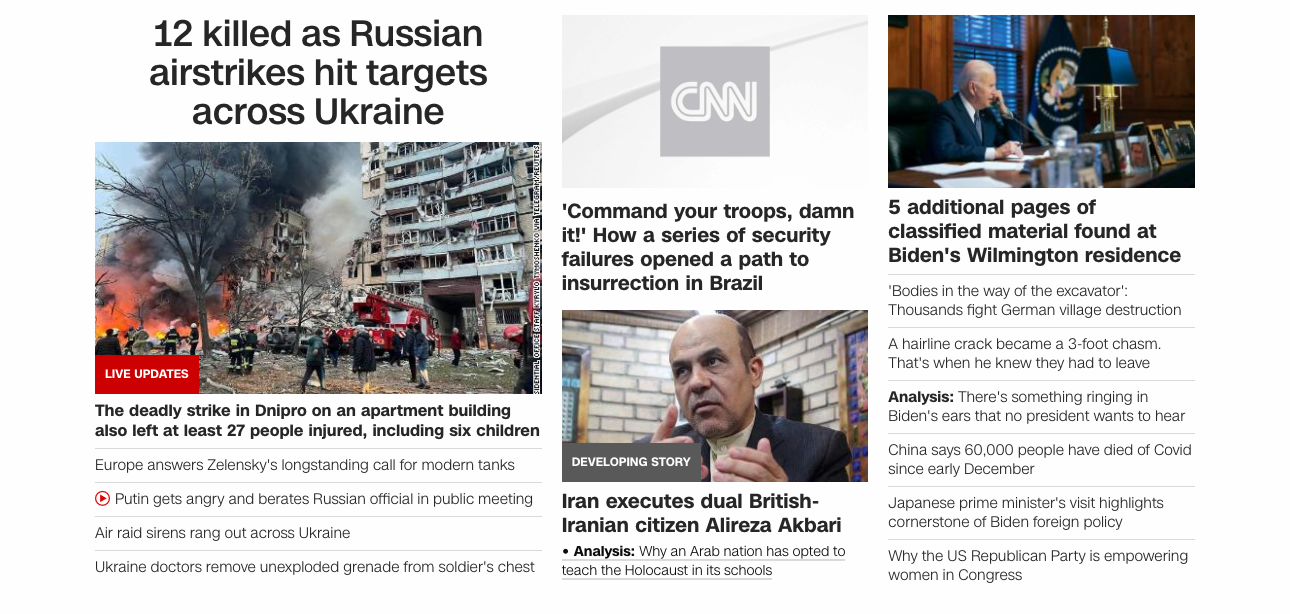 12 killed as Russian
airstrikes hit targets
across Ukraine
SIDENTIAL OFFICE STAFF KYRYLO TYMOSHENKO VIA TELEGRAM/REUTERS
LIVE UPDATES
The deadly strike in Dnipro on an apartment building
also left at least 27 people injured, including six children
Europe answers Zelensky's longstanding call for modern tanks
Putin gets angry and berates Russian official in public meeting
Air raid sirens rang out across Ukraine
Ukraine doctors remove unexploded grenade from soldier's chest
CNN
'Command your troops, damn
it!' How a series of security
failures opened a path to
insurrection in Brazil
DEVELOPING STORY
Iran executes dual British-
Iranian citizen Alireza Akbari
• Analysis: Why an Arab nation has opted to
teach the Holocaust in its schools
5 additional pages of
classified material found at
Biden's Wilmington residence
'Bodies in the way of the excavator':
Thousands fight German village destruction
A hairline crack became a 3-foot chasm.
That's when he knew they had to leave
Analysis: There's something ringing in
Biden's ears that no president wants to hear
China says 60,000 people have died of Covid
since early December
Japanese prime minister's visit highlights
cornerstone of Biden foreign policy
Why the US Republican Party is empowering
women in Congress